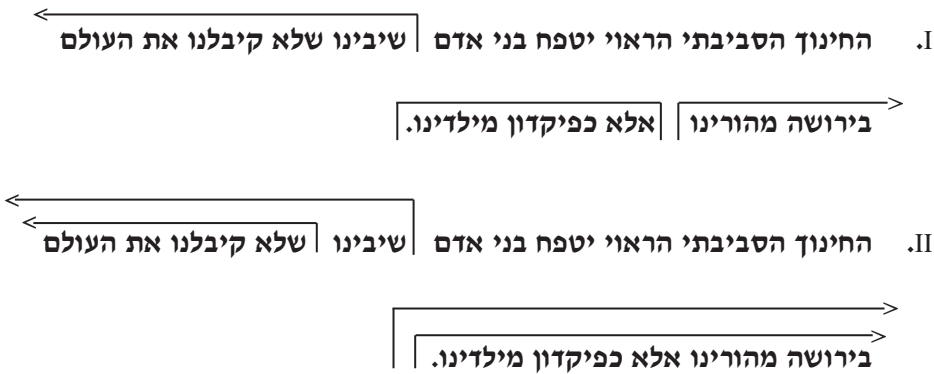 .I החינוך הסביבתי הראוי יטפח בני אדם שיבינו שלא קיבלנו את העולם
בירושה מהורינו אלא כפיקדון מילדינו.
.II החינוך הסביבתי הראוי יטפח בני אדם שיבינו שלא קיבלנו את העולם
בירושה מהורינו אלא כפיקדון מילדינו.